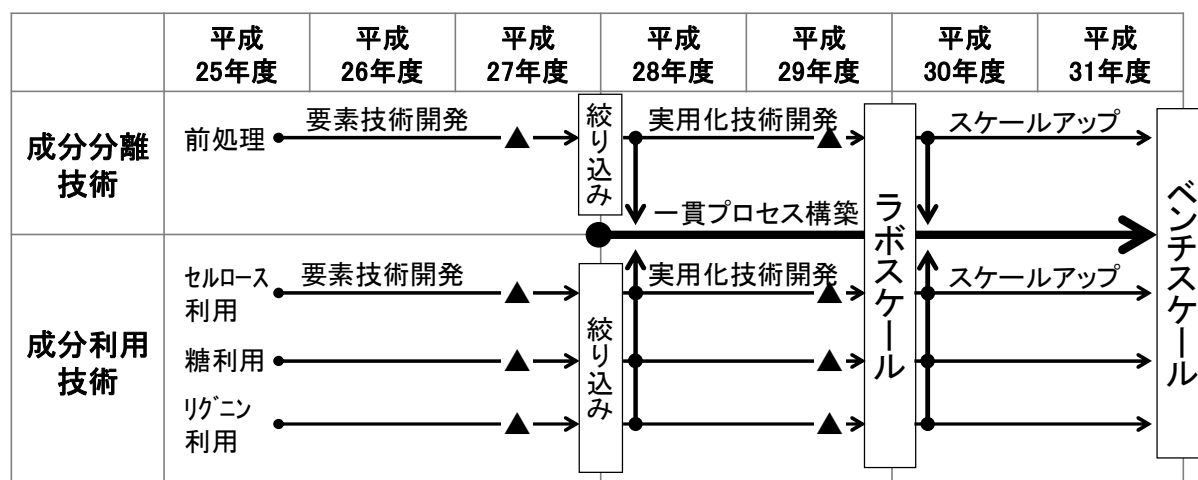 平成
25年度
平成
26年度
平成
27年度
平成
28年度
平成
29年度
平成
30年度
平成
31年度
成分分離
技術
前処理
要素技術開発
絞り込み
実用化技術開発
スケールアップ
一貫プロセス構築
ラボスケール
ベンチスケール
成分利用
技術
ｾﾙﾛｰｽ
利用
要素技術開発
絞り込み
実用化技術開発
スケールアップ
糖利用
ﾘｸﾞﾆﾝ
利用